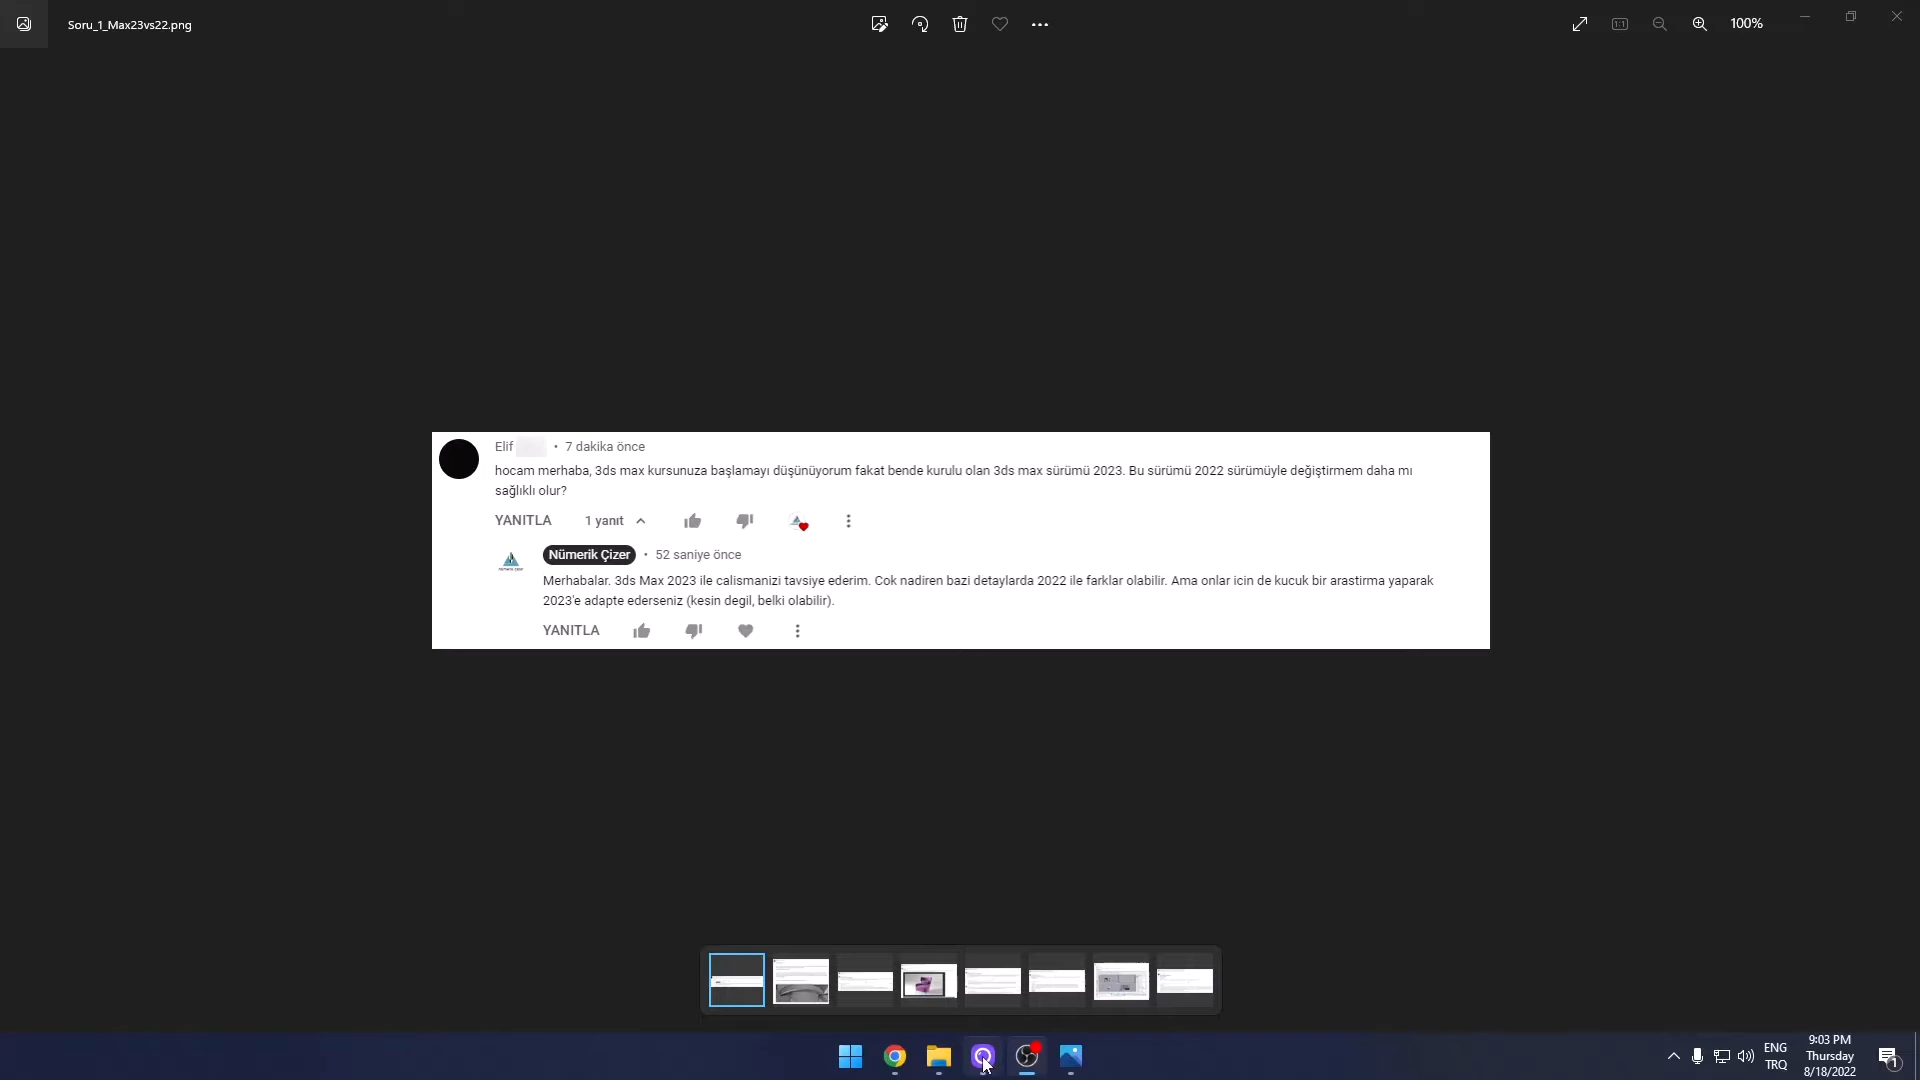 Soru_1_Max23vs22.png
100%
Elif • 7 dakika önce
hocam merhaba, 3ds max kursunuza başlamayı düşünüyorum fakat bende kurulu olan 3ds max sürümü 2023. Bu sürümü 2022 sürümüyle değiştirmem daha mı
sağlıklı olur?
YANITLA 1 yanıt
Nümerik Çizer • 52 saniye önce
Merhabalar. 3ds Max 2023 ile calismanizi tavsiye ederim. Cok nadiren bazi detaylarda 2022 ile farklar olabilir. Ama onlar icin de kucuk bir arastirma yaparak
2023'e adapte ederseniz (kesin degil, belki olabilir).
YANITLA
ENG
TRQ
9:03 PM
Thursday
8/18/2022
1